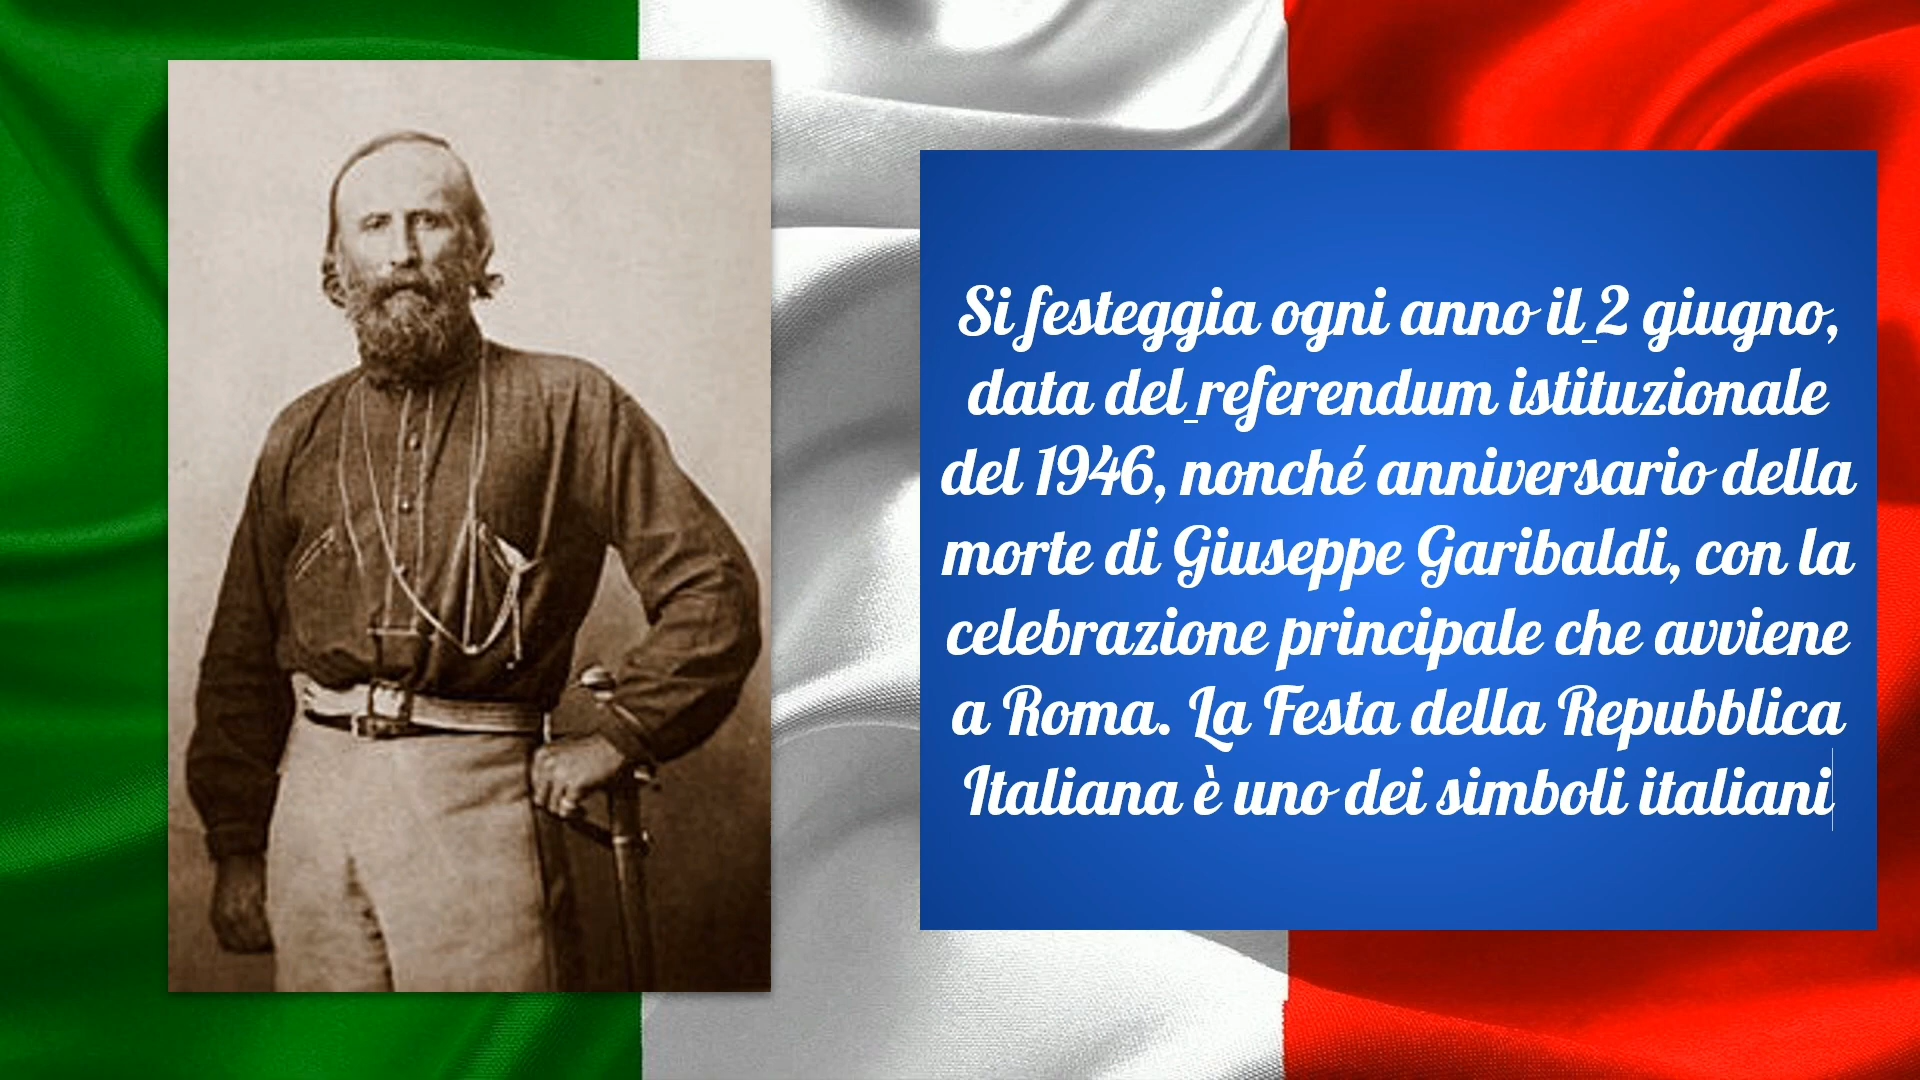 Si festeggia ogni anno il 2 giugno,
data del referendum istituzionale
del 1946, nonché anniversario della
morte di Giuseppe Garibaldi, con la
celebrazione principale che avviene
a Roma. La Festa della Repubblica
Italiana è uno dei simboli italiani